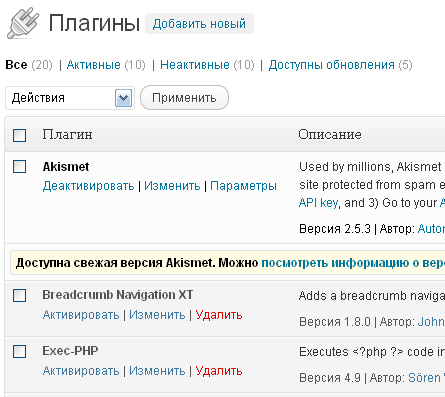 Плагины Добавить новый
Все (20) | Активные (10) | Неактивные (10) | Доступны обновления (5)
Действия Применить
Плагин Описание
Akismet Used by millions, Akismet
Деактивировать | Изменить | Параметры site protected from spam e
API key, and 3) Go to your A
Версия 2.5.3 | Автор: Autor
Доступна свежая версия Akismet. Можно посмотреть информацию о вер
Breadcrumb Navigation XT Adds a breadcrumb naviga
Активировать | Изменить | Удалить Версия 1.8.0 | Автор: John
Exec-PHP Executes <?php ?> code in
Активировать | Изменить | Удалить Версия 4.9 | Автор: Sören